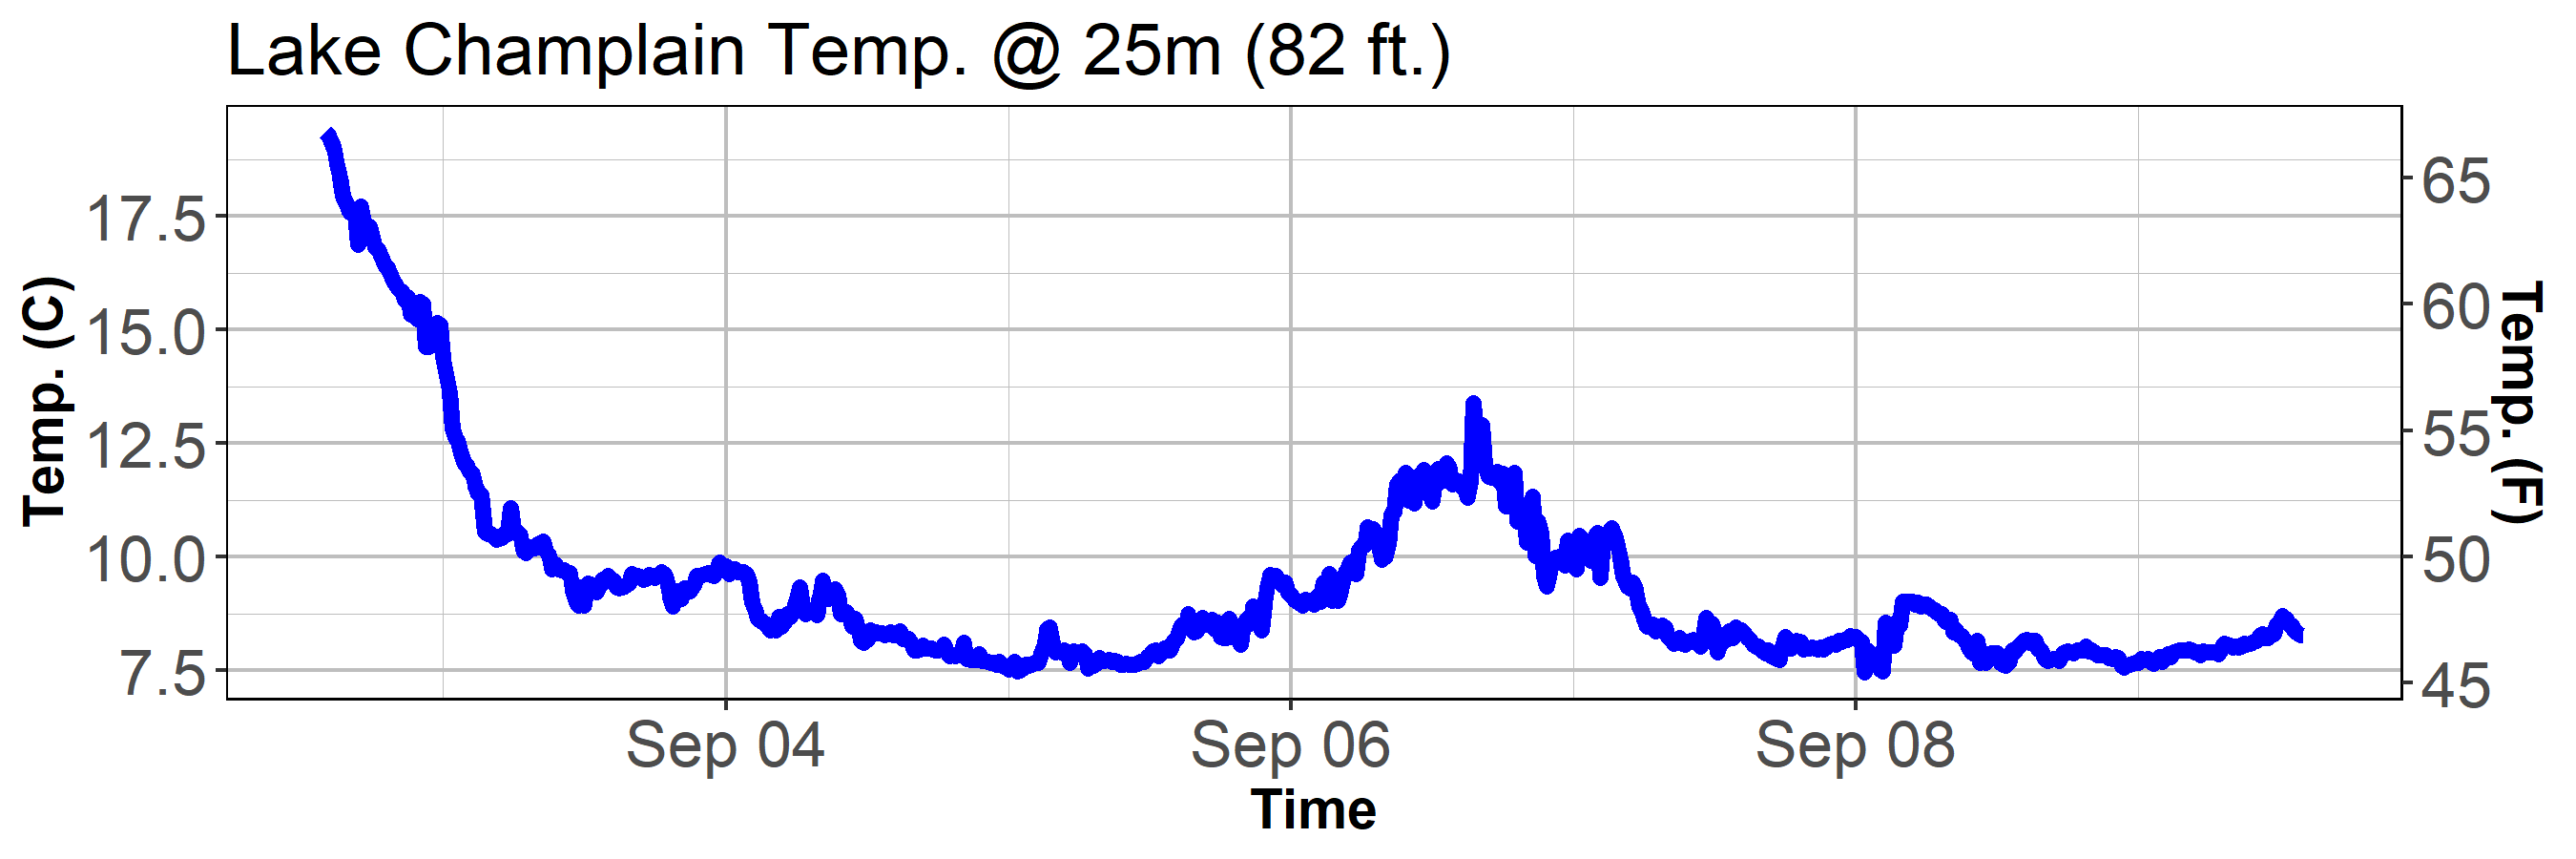 Lake Champlain Temp. @ 25m (82 ft.)
Temp. (C)
17.5
15.0
12.5
10.0
7.5
65
60
55
50
45
Temp. (F)
Sep 04 Sep 06 Sep 08
Time